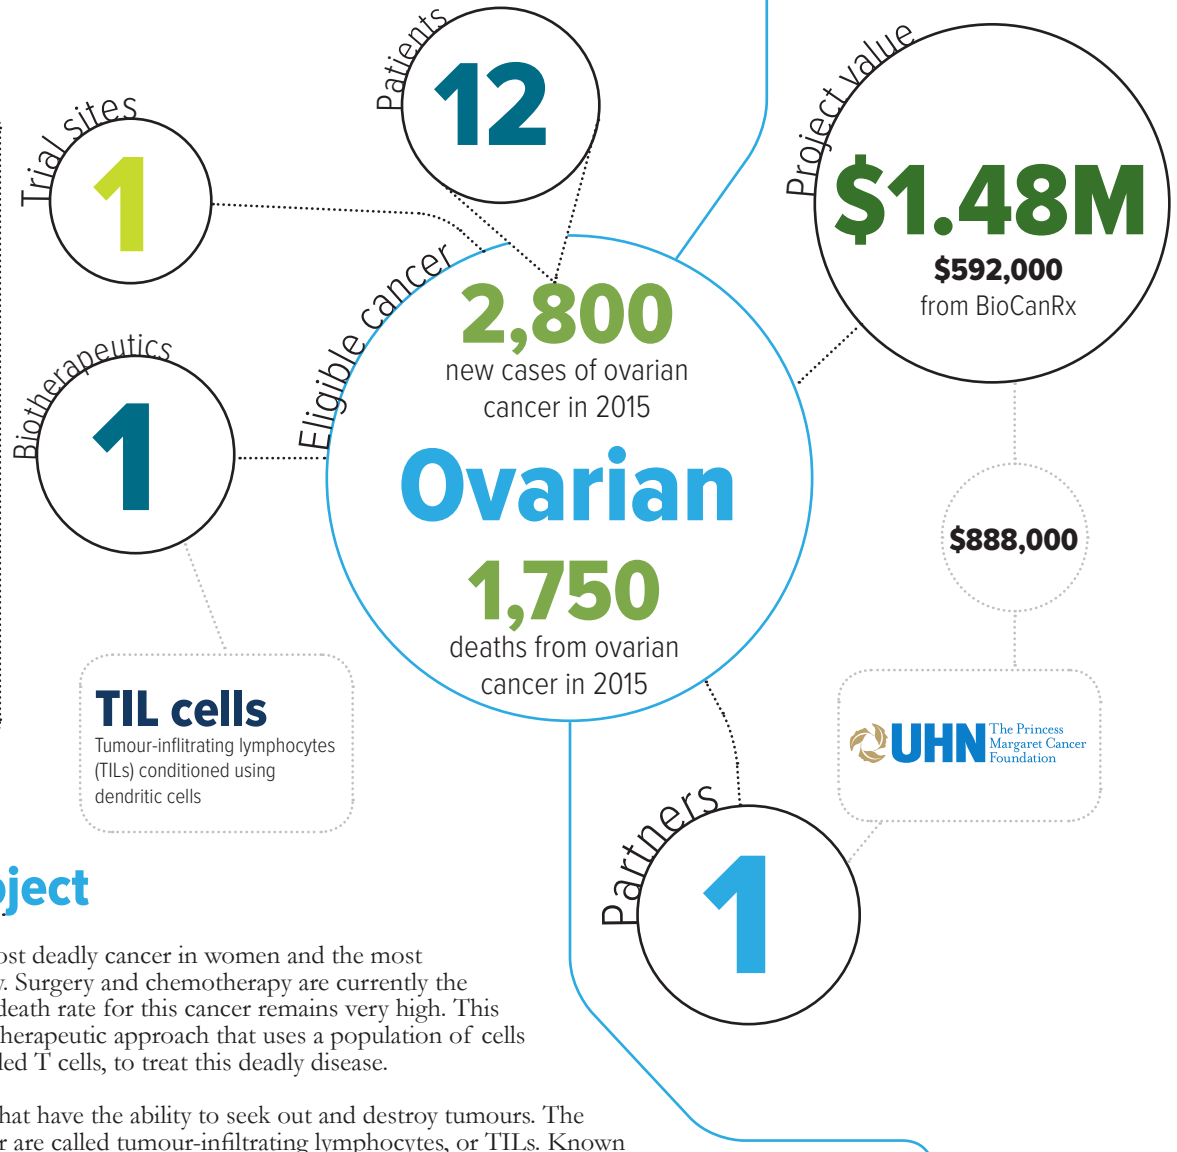 Patients
12
Trial sites
1
Project value
$1.48M
$592,000
from BioCanRx
Eligible cancer
2,800
new cases of ovarian
cancer in 2015
Ovarian
1,750
deaths from ovarian
cancer in 2015
Biotherapeutics
1
$888,000
TIL cells
Tumour-inflitrating lymphocytes
(TILs) conditioned using
dendritic cells
UHN
The Princess
Margaret Cancer
Foundation
Partners
1
ject
ost deadly cancer in women and the most
. Surgery and chemotherapy are currently the
death rate for this cancer remains very high. This
herapeutic approach that uses a population of cells
led T cells, to treat this deadly disease.
hat have the ability to seek out and destroy tumours. The
r are called tumour-infiltrating lymphocytes, or TILs. Known